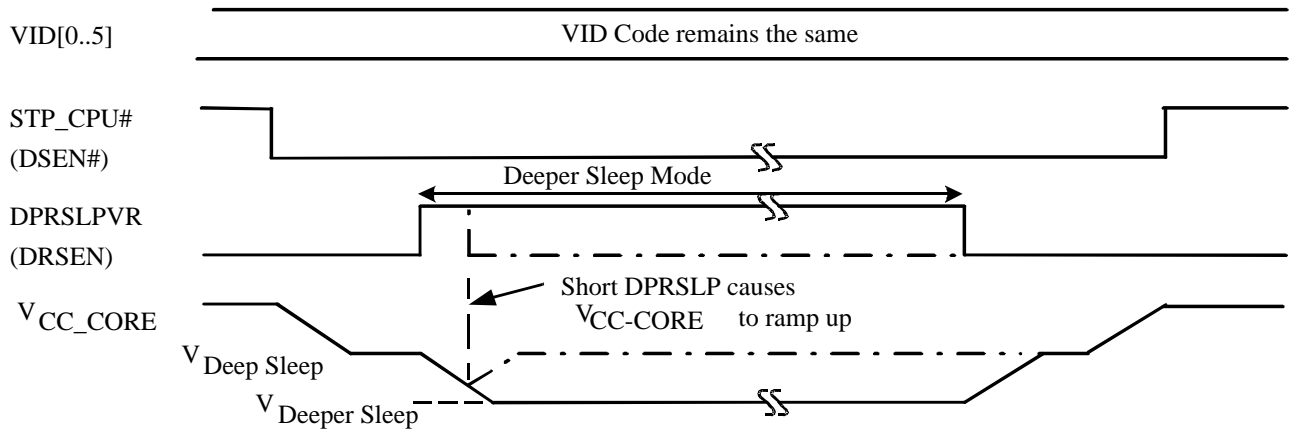 VID[0..5]
VID Code remains the same
STP_CPU#
(DSEN#)
Deeper Sleep Mode
DPRSLPVR
(DRSEN)
Short DPRSLP causes
VCC-CORE to ramp up
VCC_CORE
VDeep Sleep
VDeeper Sleep